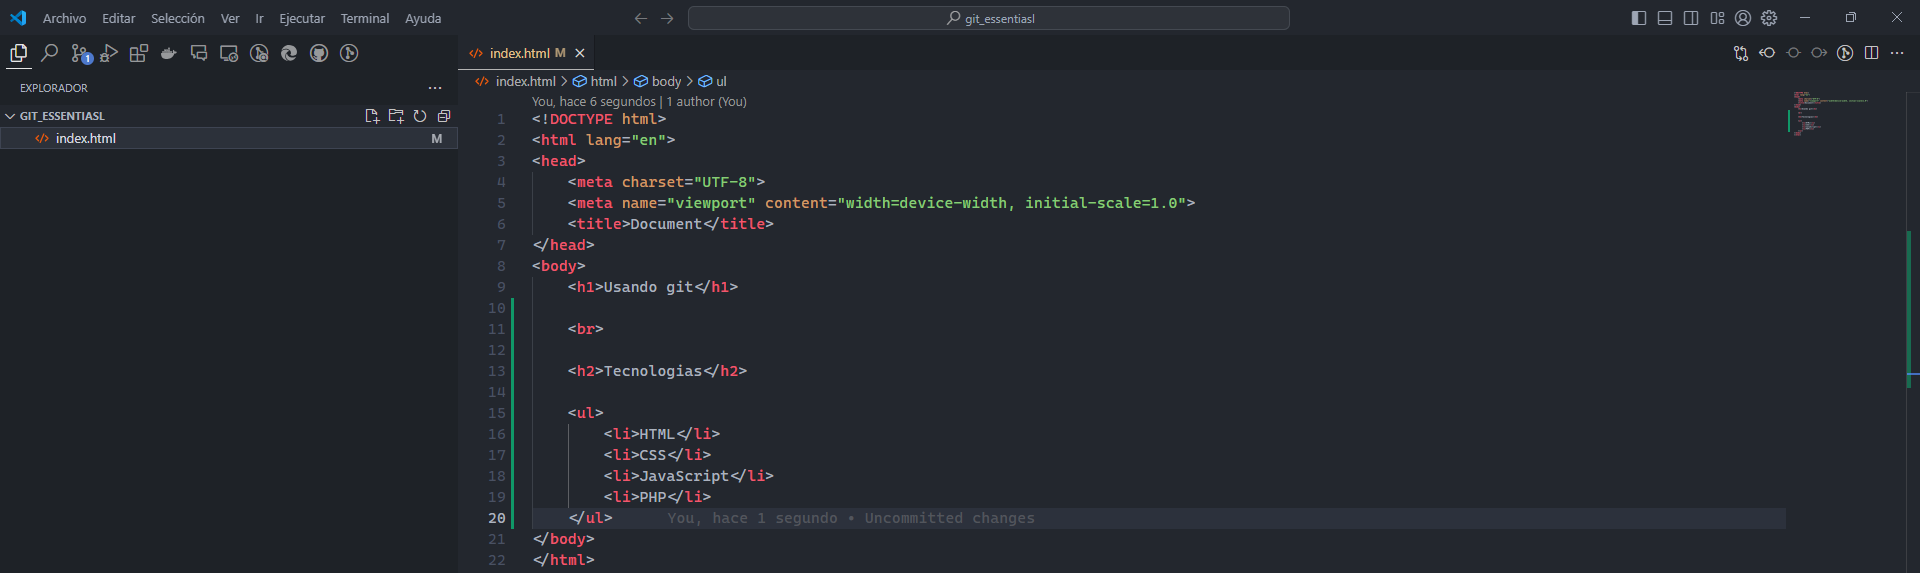 Archivo Editar Selección Ver Ir Ejecutar Terminal Ayuda
git_essentiasl
1
index.html M
EXPLORADOR
index.html > html > body > ul
You, hace 6 segundos | 1 author (You)
GIT_ESSENTIASL
index.html M
1 <!DOCTYPE html>
2 <html lang="en">
3 <head>
4 <meta charset="UTF-8">
5 <meta name="viewport" content="width=device-width, initial-scale=1.0">
6 <title>Document</title>
7 </head>
8 <body>
9 <h1>Usando git</h1>
10
11 <br>
12
13 <h2>Tecnologias</h2>
14
15 <ul>
16 <li>HTML</li>
17 <li>CSS</li>
18 <li>JavaScript</li>
19 <li>PHP</li>
20 </ul> You, hace 1 segundo • Uncommitted changes
21 </body>
22 </html>